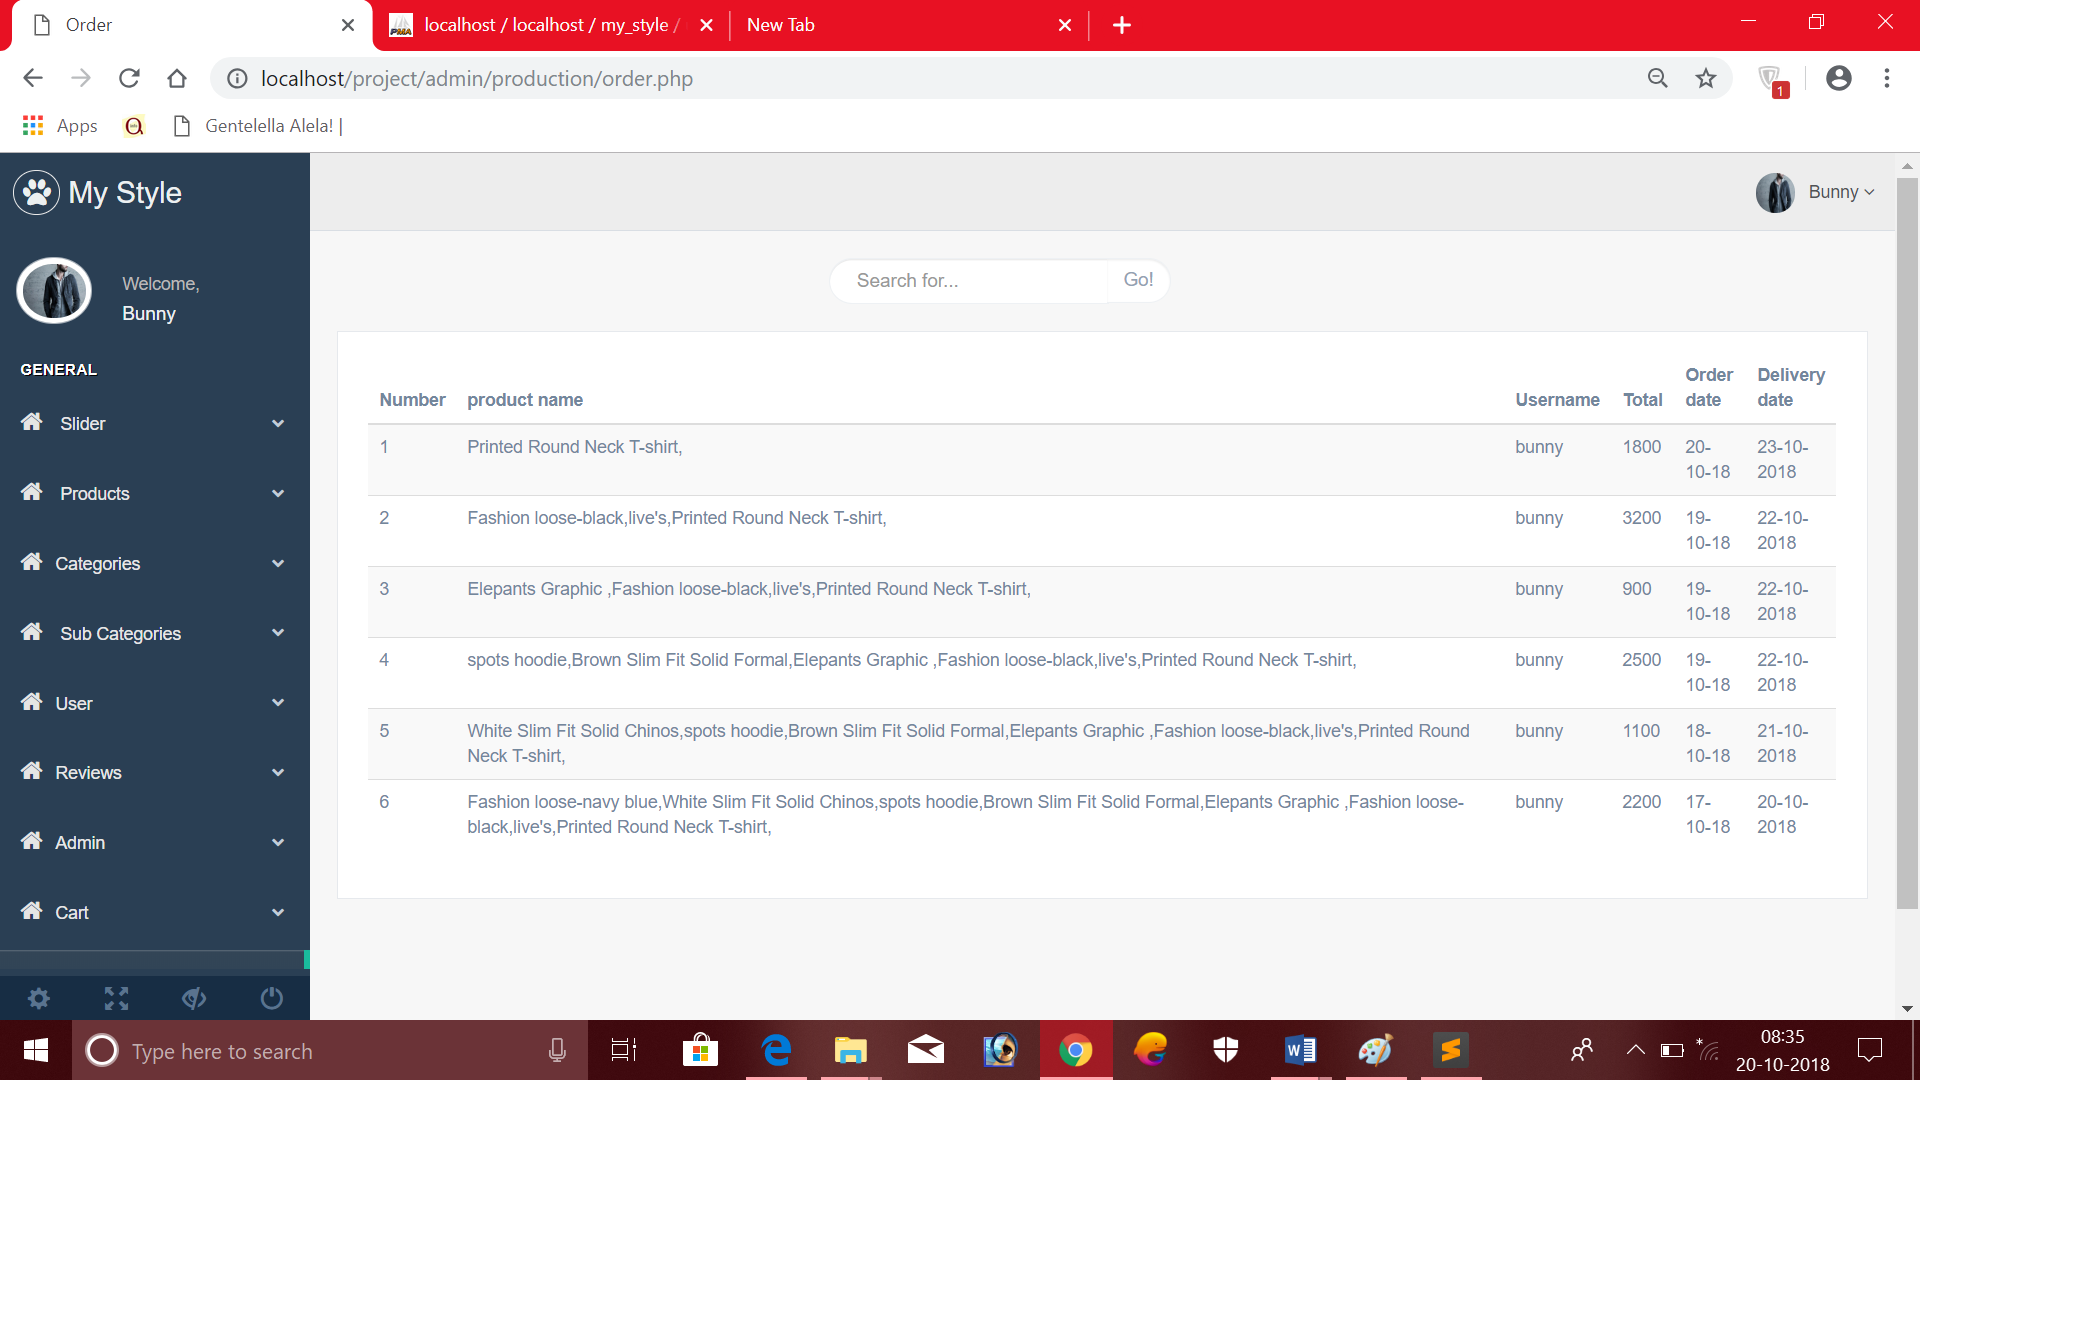 Order
localhost / localhost / my_style /
New Tab
localhost/project/admin/production/order.php
Apps
Gentelella Alela! |
My Style
Bunny
Welcome,
Bunny
Search for...
Go!
GENERAL
Slider
Products
Categories
Sub Categories
User
Reviews
Admin
Cart
Number product name Username Total Order date Delivery date
1 Printed Round Neck T-shirt, bunny 1800 20-10-18 23-10-2018
2 Fashion loose-black,live's,Printed Round Neck T-shirt, bunny 3200 19-10-18 22-10-2018
3 Elepants Graphic ,Fashion loose-black,live's,Printed Round Neck T-shirt, bunny 900 19-10-18 22-10-2018
4 spots hoodie,Brown Slim Fit Solid Formal,Elepants Graphic ,Fashion loose-black,live's,Printed Round Neck T-shirt, bunny 2500 19-10-18 22-10-2018
5 White Slim Fit Solid Chinos,spots hoodie,Brown Slim Fit Solid Formal,Elepants Graphic ,Fashion loose-black,live's,Printed Round Neck T-shirt, bunny 1100 18-10-18 21-10-2018
6 Fashion loose-navy blue,White Slim Fit Solid Chinos,spots hoodie,Brown Slim Fit Solid Formal,Elepants Graphic ,Fashion loose-black,live's,Printed Round Neck T-shirt, bunny 2200 17-10-18 20-10-2018
Type here to search
08:35
20-10-2018